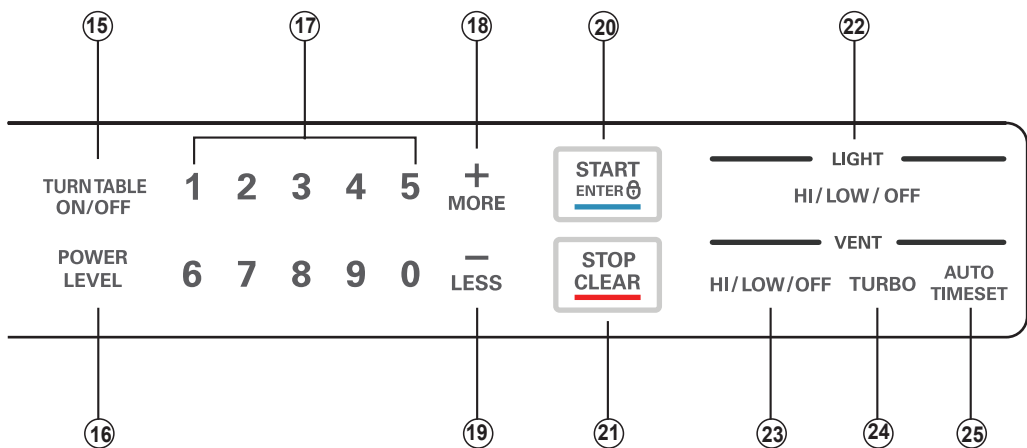 15 17 18 20 22
TURNTABLE
ON/OFF
1 2 3 4 5
+
MORE
START
ENTER
LIGHT
HI/LOW/OFF
POWER
LEVEL
6 7 8 9 0
−
LESS
STOP
CLEAR
VENT
HI/LOW/OFF
TURBO
AUTO
TIMESET
16 19 21 23 24 25